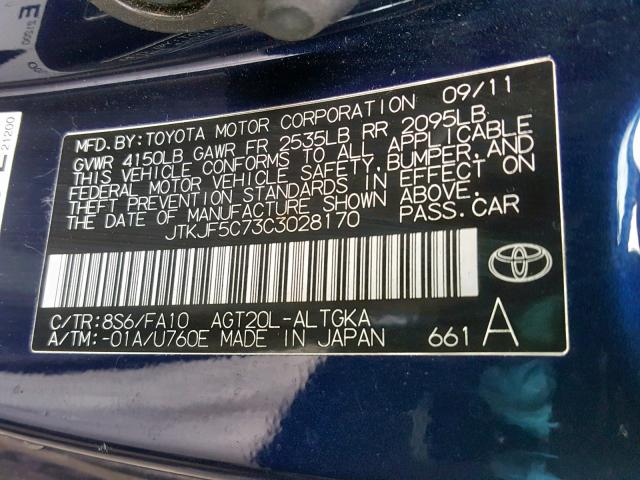 09/11
MFD. BY: TOYOTA MOTOR CORPORATION
GVWR 4150LB GAWR FR 2535LB RR 2095LB
THIS VEHICLE CONFORMS TO ALL APPLICABLE
FEDERAL MOTOR VEHICLE SAFETY, BUMPER, AND
THEFT PREVENTION STANDARDS IN EFFECT ON
THE DATE OF MANUFACTURE SHOWN ABOVE.
JTKJF5C73C3028170 PASS. CAR
C/TR: 8S6/FA10 AGT20L-ALTGKA
A/TM: -01A/U760E MADE IN JAPAN 661 A
21200
E